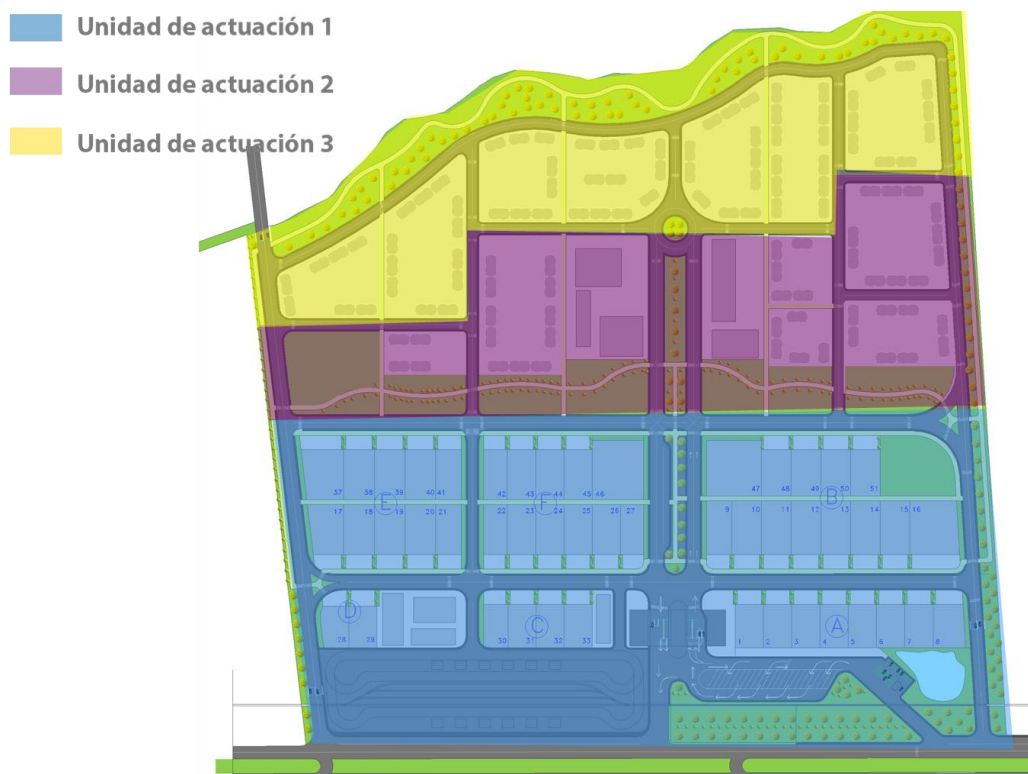 Unidad de actuación 1
Unidad de actuación 2
Unidad de actuación 3
47 48 49 50 51
37 38 39 40 41 42 43 44 45 46
E F B
17 18 19 20 21 22 23 24 25 26 27 9 10 11 12 13 14 15 16
D C A
28 29 30 31 32 33 1 2 3 4 5 6 7 8